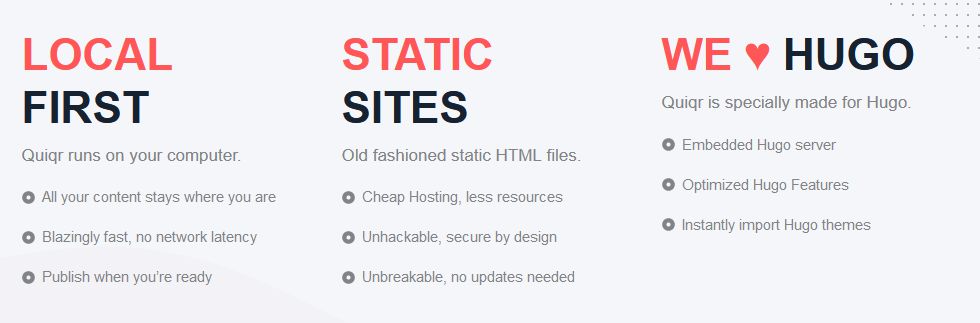 LOCAL
FIRST
Quiqr runs on your computer.
All your content stays where you are
Blazingly fast, no network latency
Publish when you're ready
STATIC
SITES
Old fashioned static HTML files.
Cheap Hosting, less resources
Unhackable, secure by design
Unbreakable, no updates needed
WE ♥ HUGO
Quiqr is specially made for Hugo.
Embedded Hugo server
Optimized Hugo Features
Instantly import Hugo themes